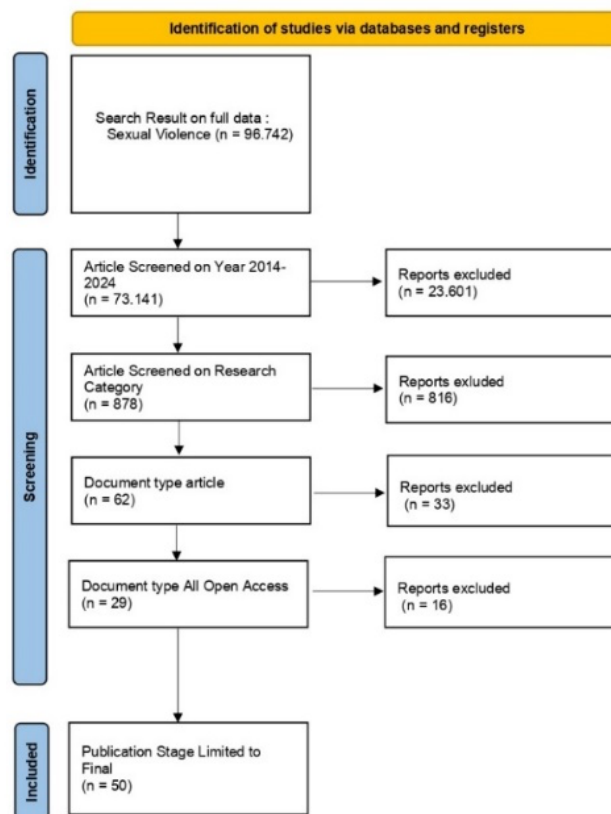 Identification of studies via databases and registers
Identification
Search Result on full data :
Sexual Violence (n = 96.742)
Screening
Article Screened on Year 2014-
2024
(n = 73.141)
Reports excluded
(n = 23.601)
Article Screened on Research
Category
(n = 878)
Reports exluded
(n = 816)
Document type article
(n = 62)
Reports excluded
(n = 33)
Document type All Open Access
(n = 29)
Reports excluded
(n = 16)
Included
Publication Stage Limited to
Final
(n = 50)